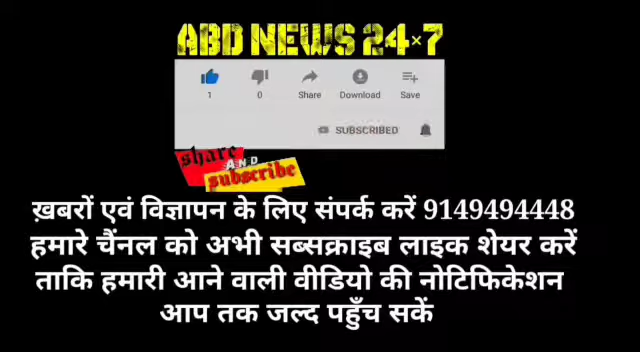 ABD NEWS 24×7
1 0 Share Download Save
SUBSCRIBED
share
AND
subscribe
ख़बरों एवं विज्ञापन के लिए संपर्क करें 9149494448
हमारे चैंनल को अभी सब्सक्राइब लाइक शेयर करें
ताकि हमारी आने वाली वीडियो की नोटिफिकेशन
आप तक जल्द पहुँच सकें